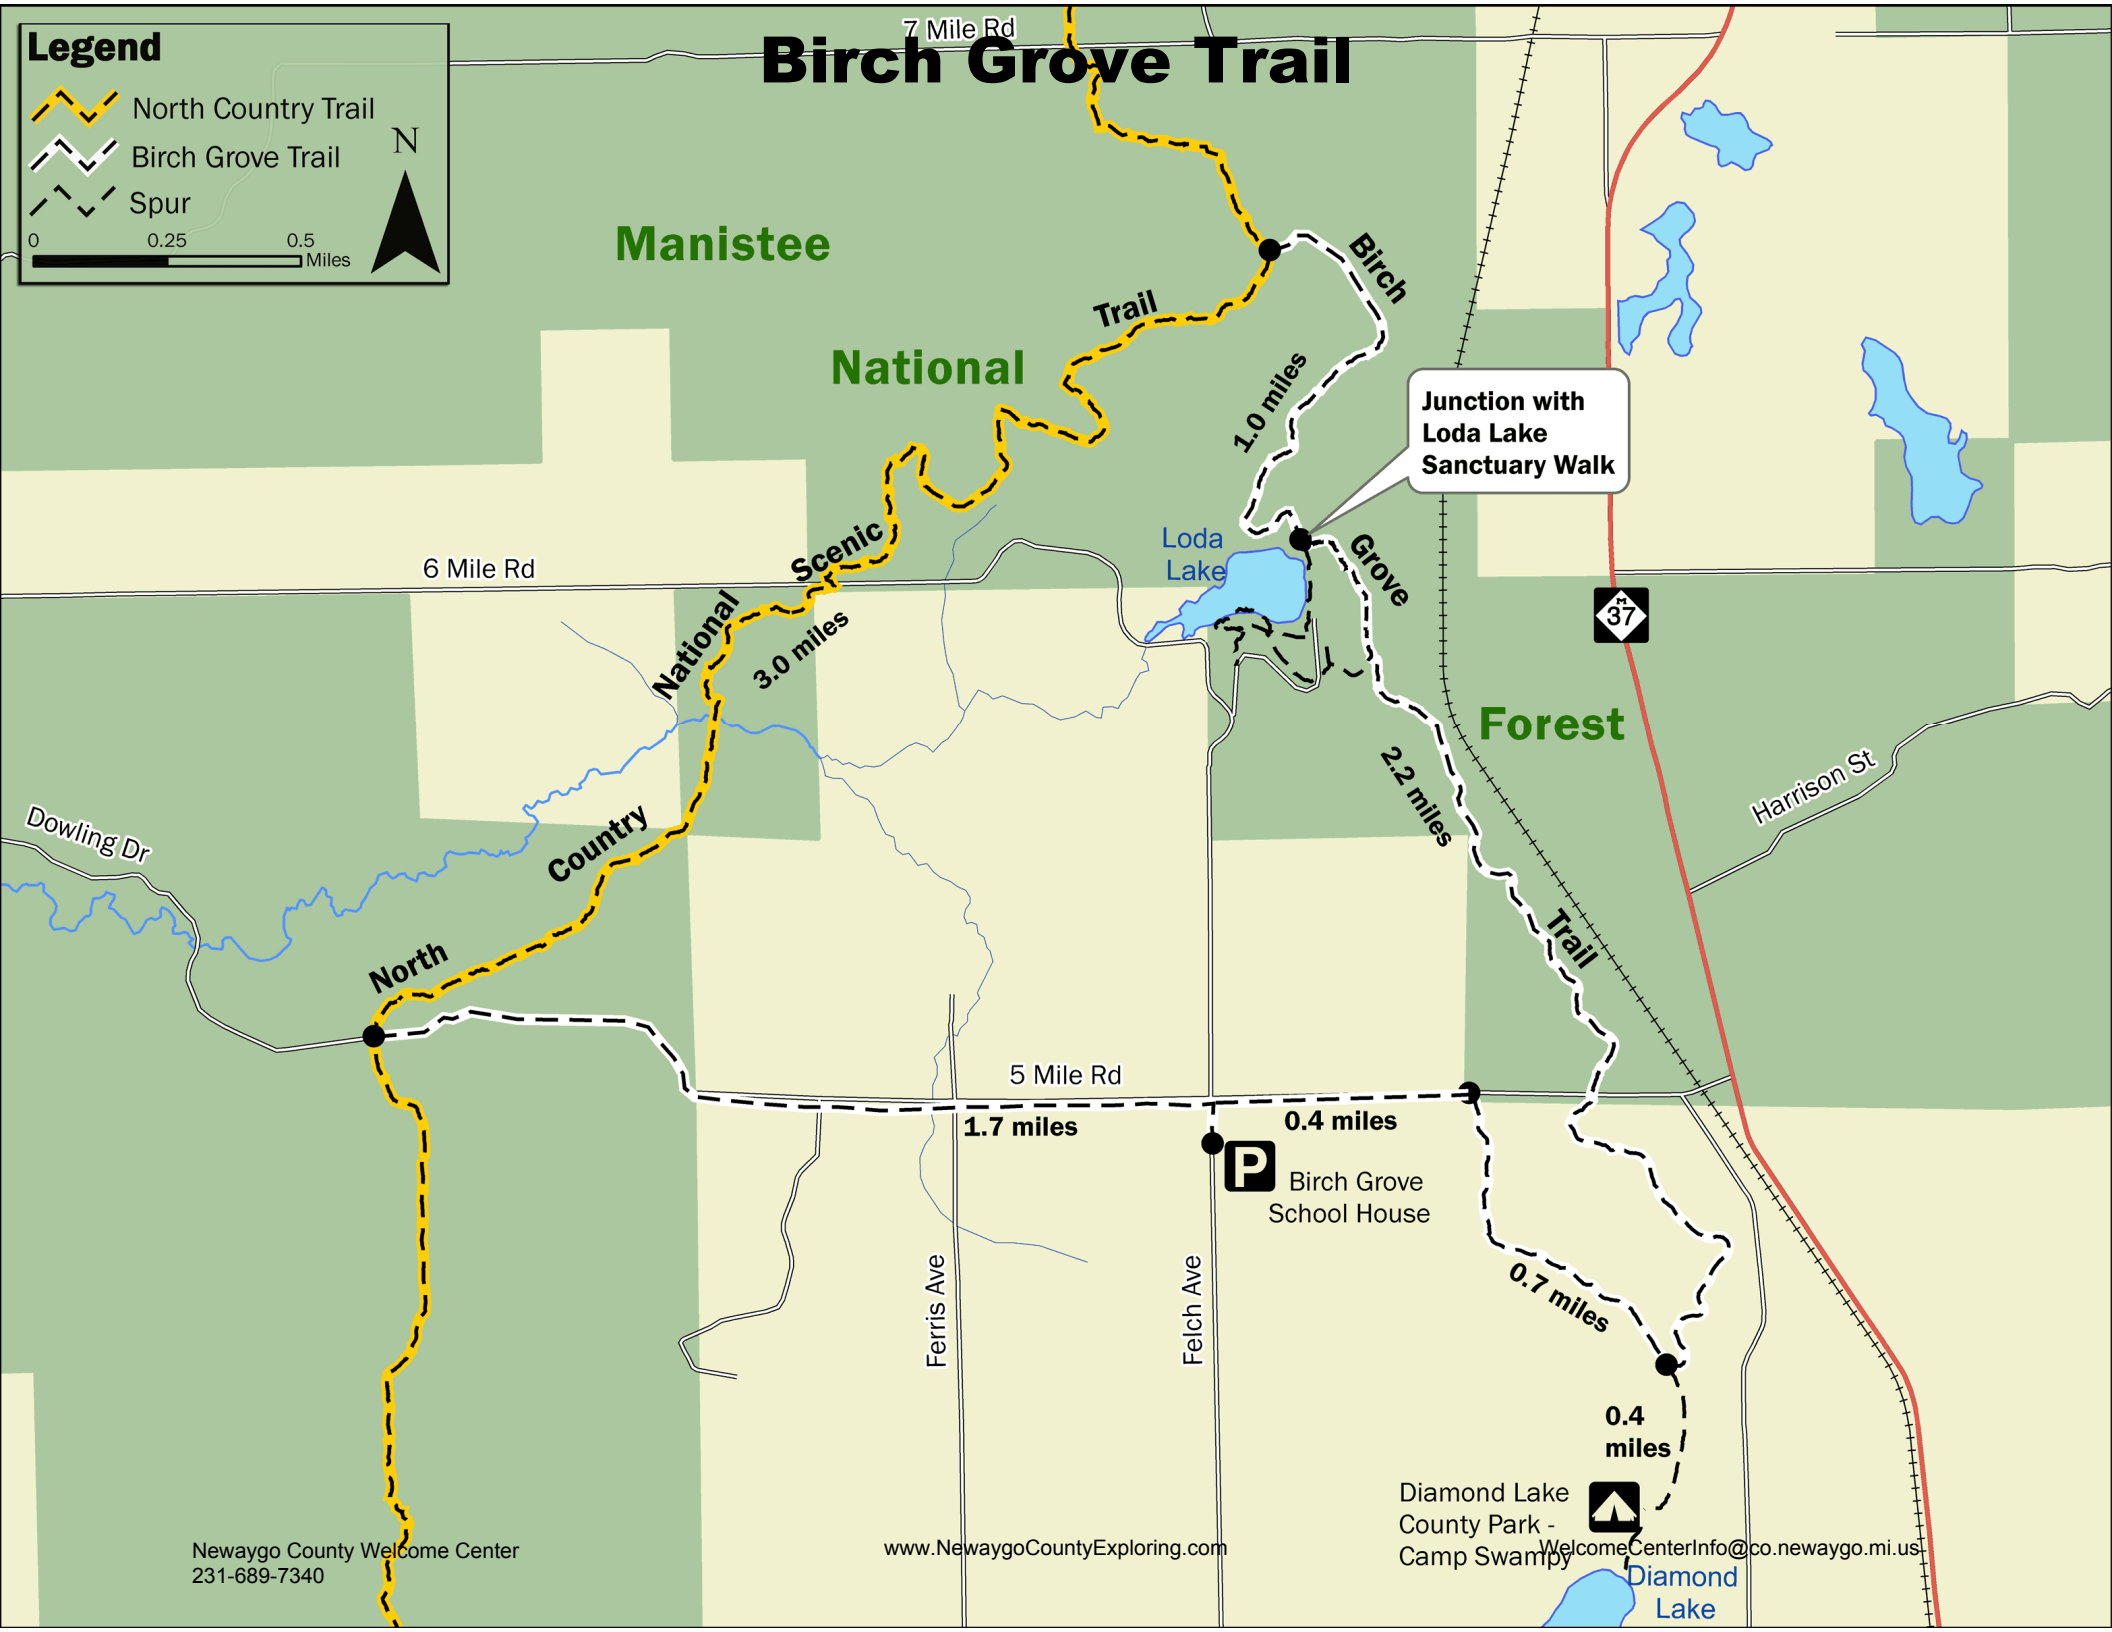 7 Mile Rd
Birch Grove Trail
Legend
North Country Trail
Birch Grove Trail
Spur
N
0 0.25 0.5
Miles
Manistee
National
Forest
Birch
Trail
1.0 miles
Junction with
Loda Lake
Sanctuary Walk
Loda
Lake
Grove
6 Mile Rd
Scenic
National
3.0 miles
M
37
2.2 miles
Harrison St
Dowling Dr
Country
Trail
North
5 Mile Rd
1.7 miles
0.4 miles
P
Birch Grove
School House
Ferris Ave
Felch Ave
0.7 miles
0.4
miles
Diamond Lake
County Park -
Camp Swampy
Newaygo County Welcome Center
231-689-7340
www.NewaygoCountyExploring.com
WelcomeCenterInfo@co.newaygo.mi.us
Diamond
Lake